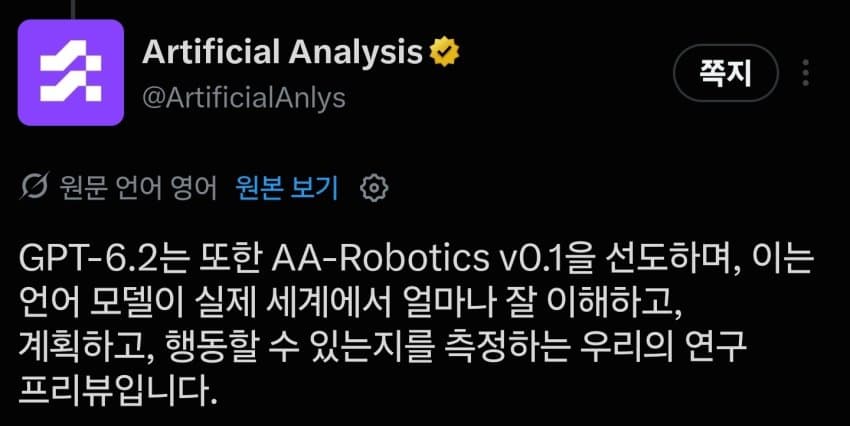 Artificial Analysis
@ArtificialAnlys
쪽지
원문 언어 영어 원본 보기
GPT-6.2는 또한 AA-Robotics v0.1을 선도하며, 이는
언어 모델이 실제 세계에서 얼마나 잘 이해하고,
계획하고, 행동할 수 있는지를 측정하는 우리의 연구
프리뷰입니다.